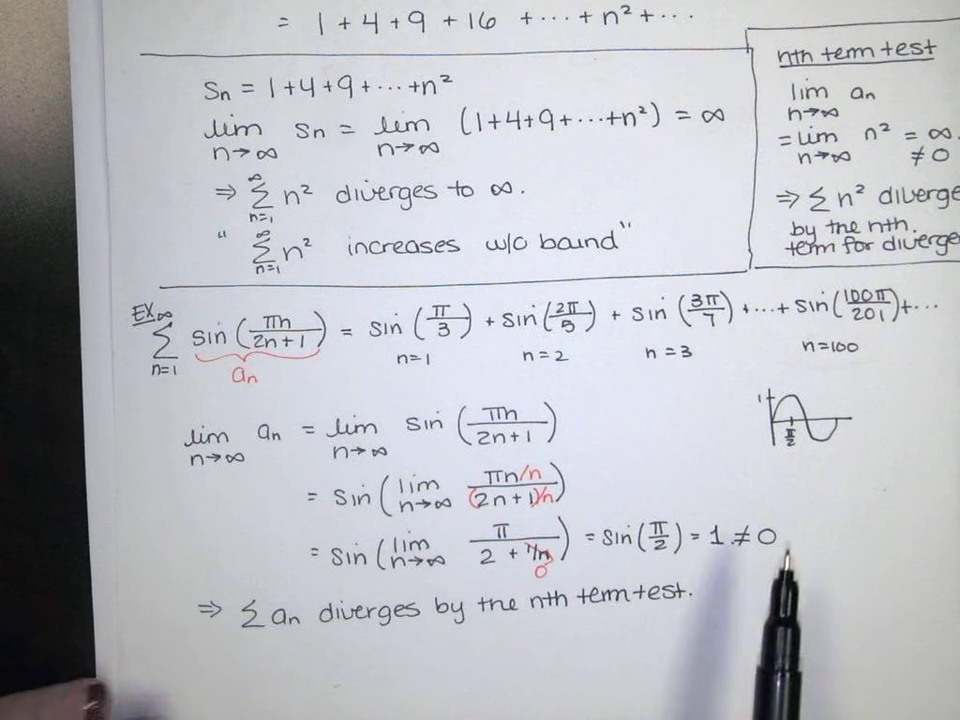 = 1 + 4 + 9 + 16 + ... + n² + ...
Sn = 1+4+9+...+n²
lim n→∞ Sn = lim n→∞ (1+4+9+...+n²) = ∞
⇒ ∞ Σ n=1 n² diverges to ∞.
" ∞ Σ n=1 n² increases w/o bound"
nth term test
lim n→∞ an
= lim n→∞ n² = ∞.
≠ 0
⇒ Σ n² diverge
by the nth.
term for diverge
EX
∞ Σ n=1 sin (πn/2n+1) = sin (π/3) + sin (2π/5) + sin (3π/7) + ... + sin (100π/201) + ...
an n=1 n=2 n=3 n=100
1 π/2
lim n→∞ an = lim n→∞ sin (πn/2n+1)
= sin (lim n→∞ πn/n / (2n+1)/n)
= sin (lim n→∞ π / 2 + 1/n) = sin (π/2) = 1 ≠ 0
0
⇒ Σ an diverges by the nth term test.